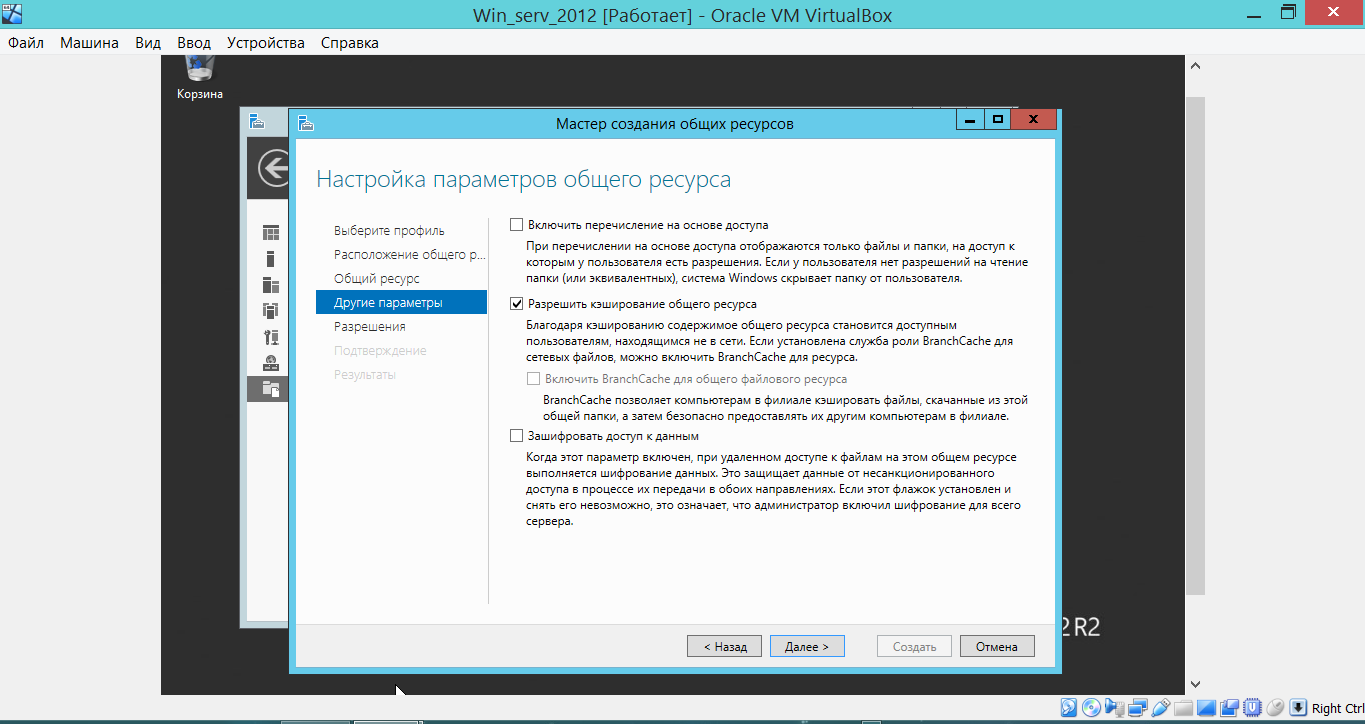 Win_serv_2012 [Работает] - Oracle VM VirtualBox
Файл Машина Вид Ввод Устройства Справка
Корзина
Мастер создания общих ресурсов
Настройка параметров общего ресурса
Выберите профиль
Расположение общего р...
Общий ресурс
Другие параметры
Разрешения
Подтверждение
Результаты
Включить перечисление на основе доступа
При перечислении на основе доступа отображаются только файлы и папки, на доступ к
которым у пользователя есть разрешения. Если у пользователя нет разрешений на чтение
папки (или эквивалентных), система Windows скрывает папку от пользователя.
Разрешить кэширование общего ресурса
Благодаря кэшированию содержимое общего ресурса становится доступным
пользователям, находящимся не в сети. Если установлена служба роли BranchCache для
сетевых файлов, можно включить BranchCache для ресурса.
Включить BranchCache для общего файлового ресурса
BranchCache позволяет компьютерам в филиале кэшировать файлы, скачанные из этой
общей папки, а затем безопасно предоставлять их другим компьютерам в филиале.
Зашифровать доступ к данным
Когда этот параметр включен, при удаленном доступе к файлам на этом общем ресурсе
выполняется шифрование данных. Это защищает данные от несанкционированного
доступа в процессе их передачи в обоих направлениях. Если этот флажок установлен и
снять его невозможно, это означает, что администратор включил шифрование для всего
сервера.
2 R2
< Назад Далее > Создать Отмена
Right Ctrl